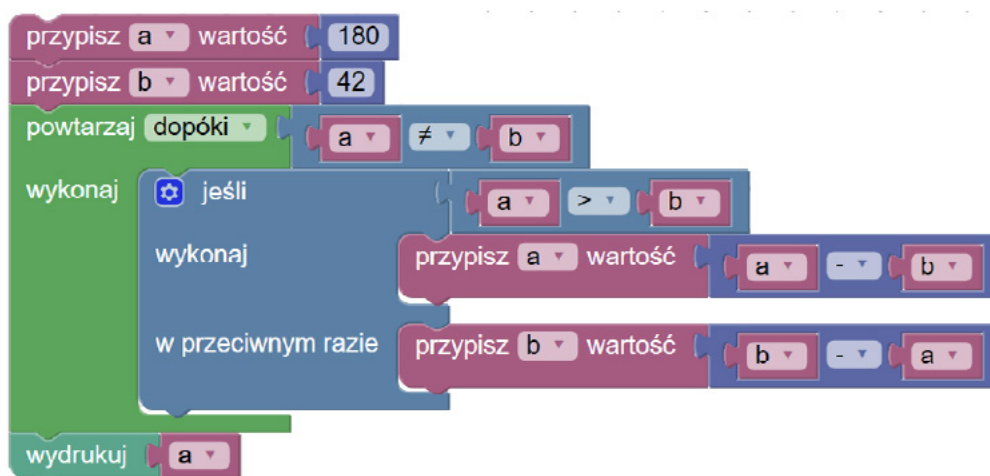 przypisz a wartość 180
przypisz b wartość 42
powtarzaj dopóki a ≠ b
wykonaj jeśli a > b
wykonaj przypisz a wartość a - b
w przeciwnym razie przypisz b wartość b - a
wydrukuj a